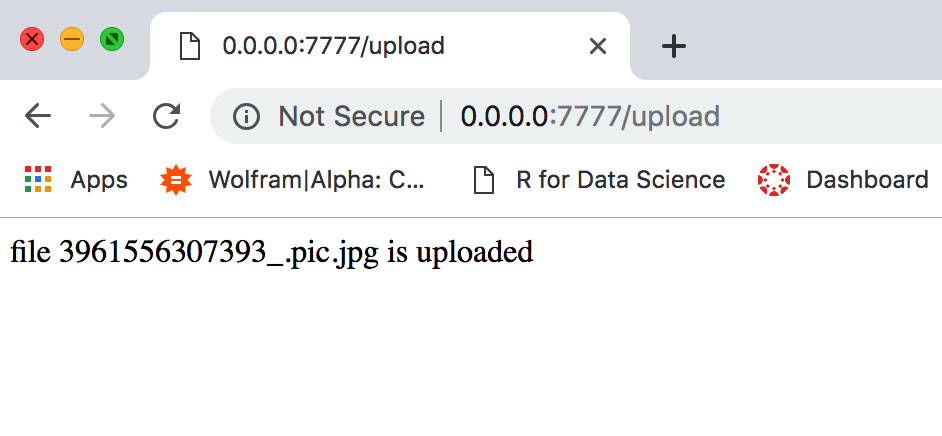 0.0.0.0:7777/upload
Not Secure | 0.0.0.0:7777/upload
Apps Wolfram|Alpha: C... R for Data Science Dashboard
file 3961556307393_.pic.jpg is uploaded